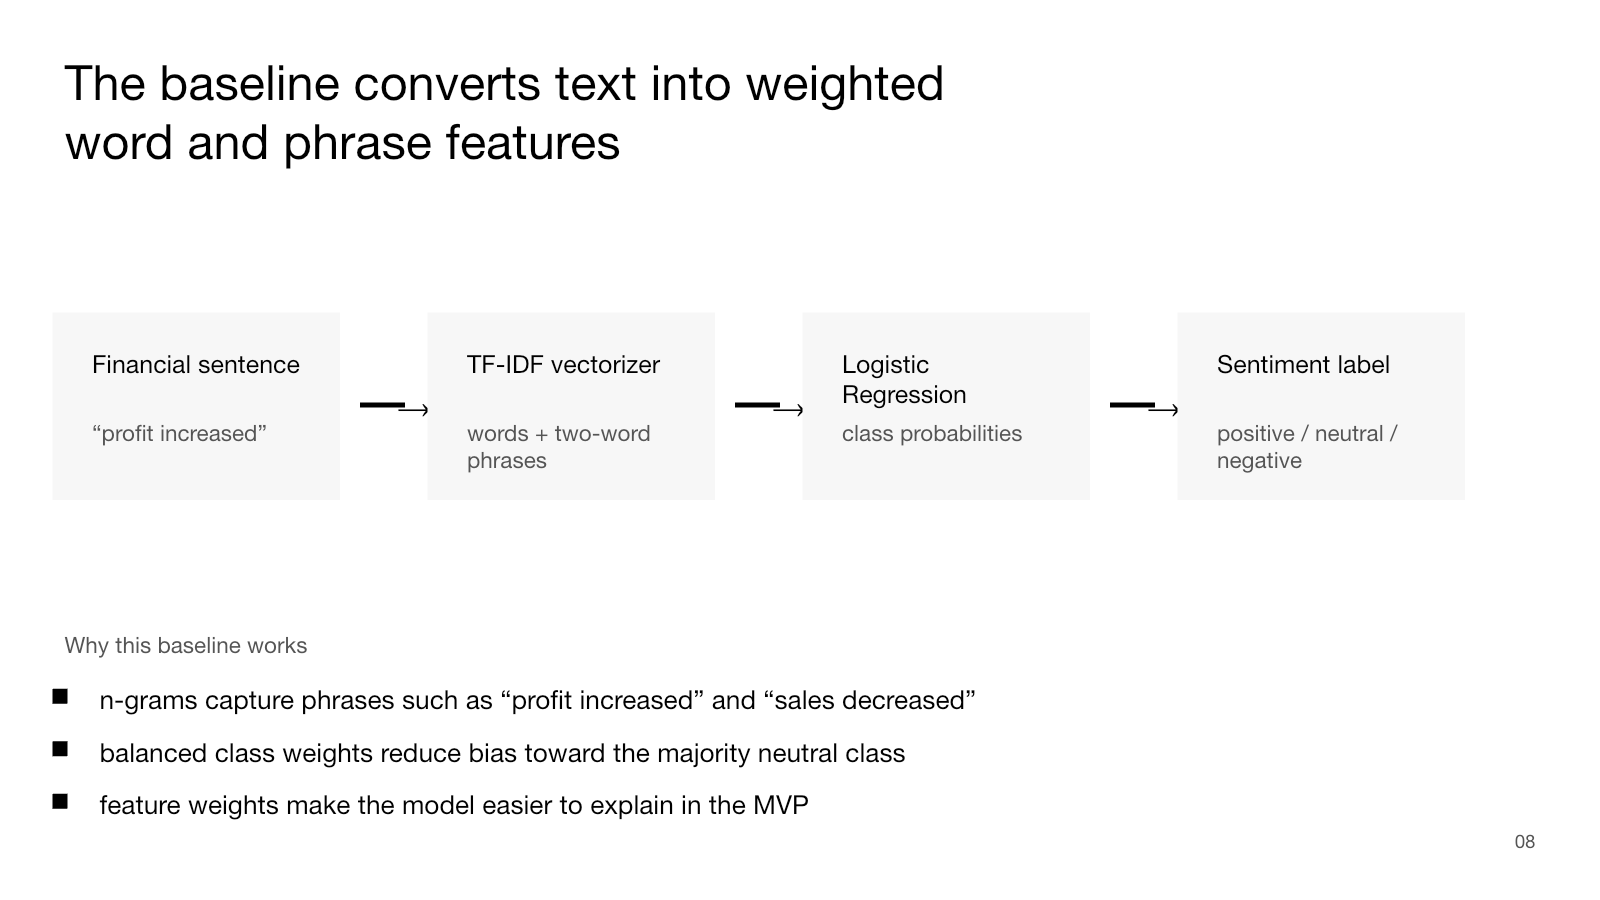 The baseline converts text into weighted
word and phrase features
Financial sentence
“profit increased”
TF-IDF vectorizer
words + two-word
phrases
Logistic
Regression
class probabilities
Sentiment label
positive / neutral /
negative
Why this baseline works
■ n-grams capture phrases such as “profit increased” and “sales decreased”
■ balanced class weights reduce bias toward the majority neutral class
■ feature weights make the model easier to explain in the MVP
08